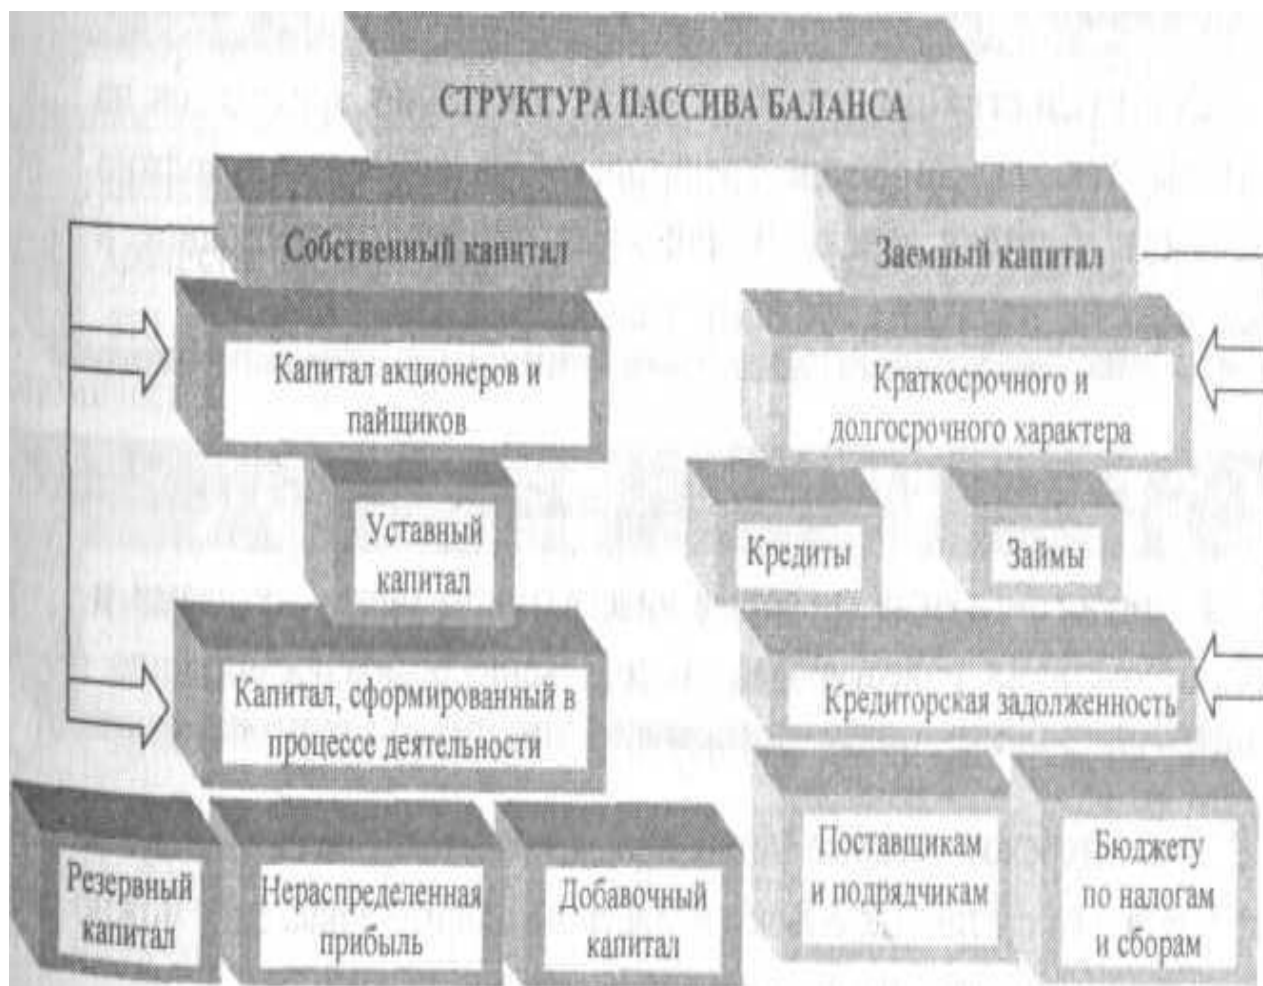 СТРУКТУРА ПАССИВА БАЛАНСА
Собственный капитал
Заемный капитал
Капитал акционеров и
пайщиков
Краткосрочного и
долгосрочного характера
Уставный
капитал
Кредиты
Займы
Капитал, сформированный в
процессе деятельности
Кредиторская задолженность
Резервный
капитал
Нераспределенная
прибыль
Добавочный
капитал
Поставщикам
и подрядчикам
Бюджету
по налогам
и сборам